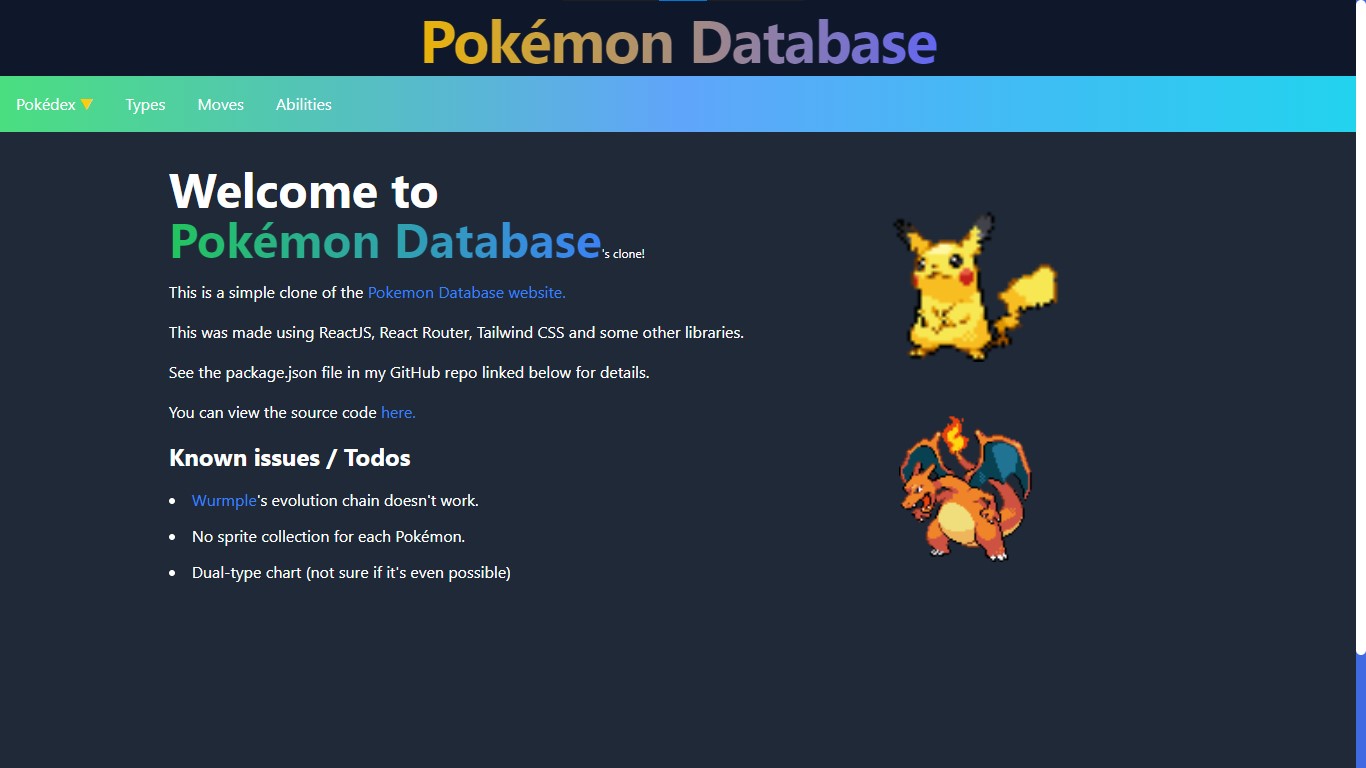 Pokémon Database
Pokédex ▼ Types Moves Abilities
Welcome to
Pokémon Database's clone!
This is a simple clone of the Pokemon Database website.
This was made using ReactJS, React Router, Tailwind CSS and some other libraries.
See the package.json file in my GitHub repo linked below for details.
You can view the source code here.
Known issues / Todos
• Wurmple's evolution chain doesn't work.
• No sprite collection for each Pokémon.
• Dual-type chart (not sure if it's even possible)